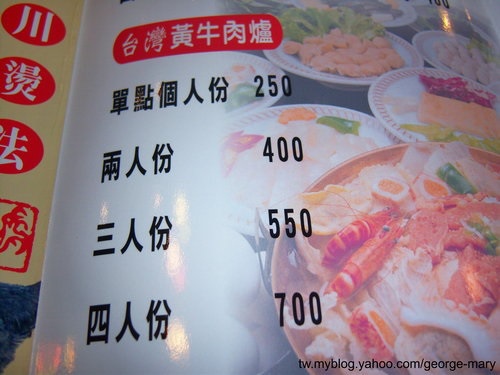 川燙法
台灣黃牛肉爐
單點個人份 250
兩人份 400
三人份 550
四人份 700
tw.myblog.yahoo.com/george-mary